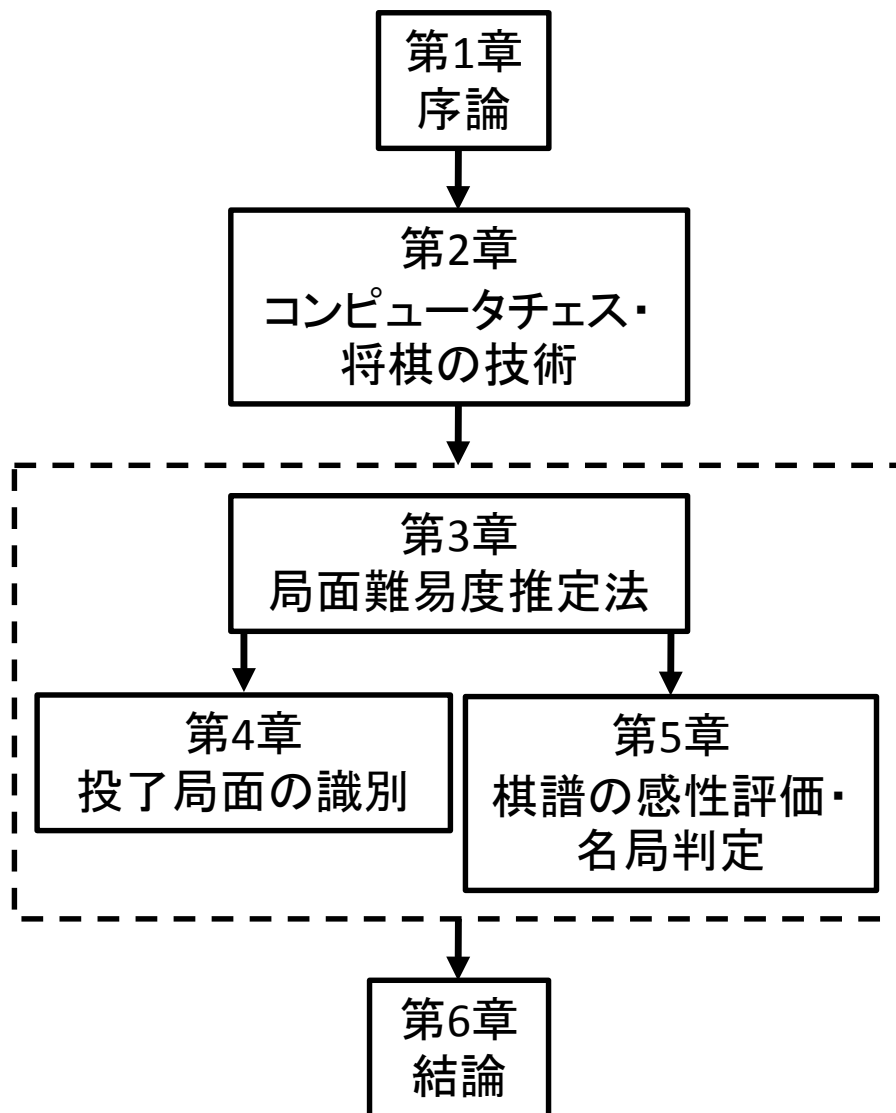 第1章
序論
第2章
コンピュータチェス・
将棋の技術
第3章
局面難易度推定法
第4章
投了局面の識別
第5章
棋譜の感性評価・
名局判定
第6章
結論